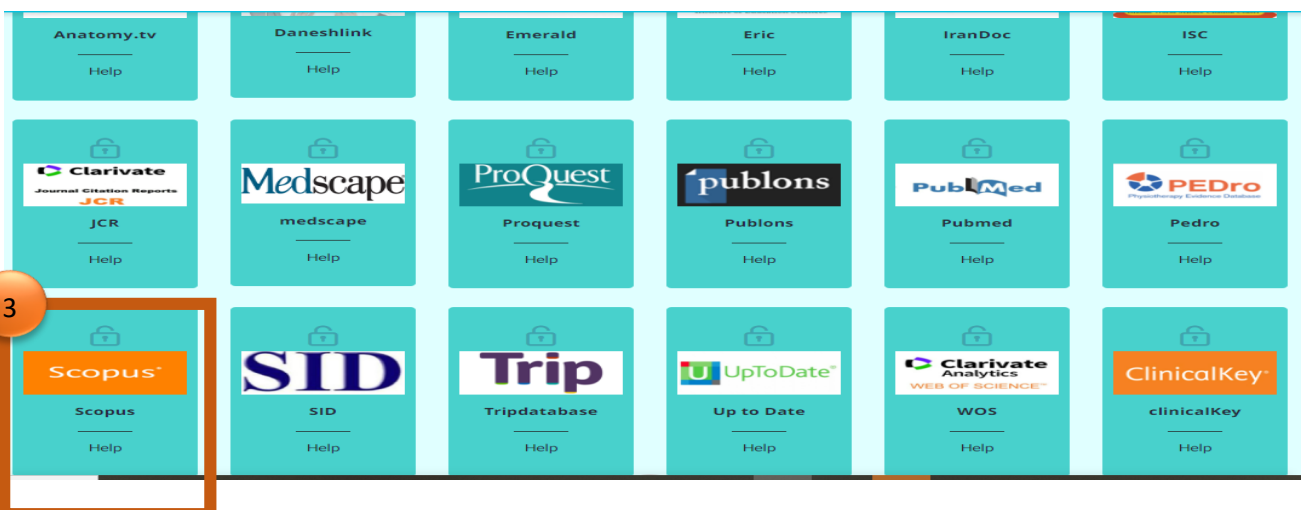 Anatomy.tv Daneshlink Emerald Eric IranDoc ISC
Help Help Help Help Help Help
Clarivate
Journal Citation Reports
JCR
Medscape
ProQuest
publons
PubMed
PEDro
Physiotherapy Evidence Database
JCR medscape Proquest Publons Pubmed Pedro
Help Help Help Help Help Help
3
Scopus®
SID
Trip
UpToDate®
Clarivate
Analytics
WEB OF SCIENCE™
ClinicalKey®
Scopus SID Tripdatabase Up to Date WOS clinicalKey
Help Help Help Help Help Help